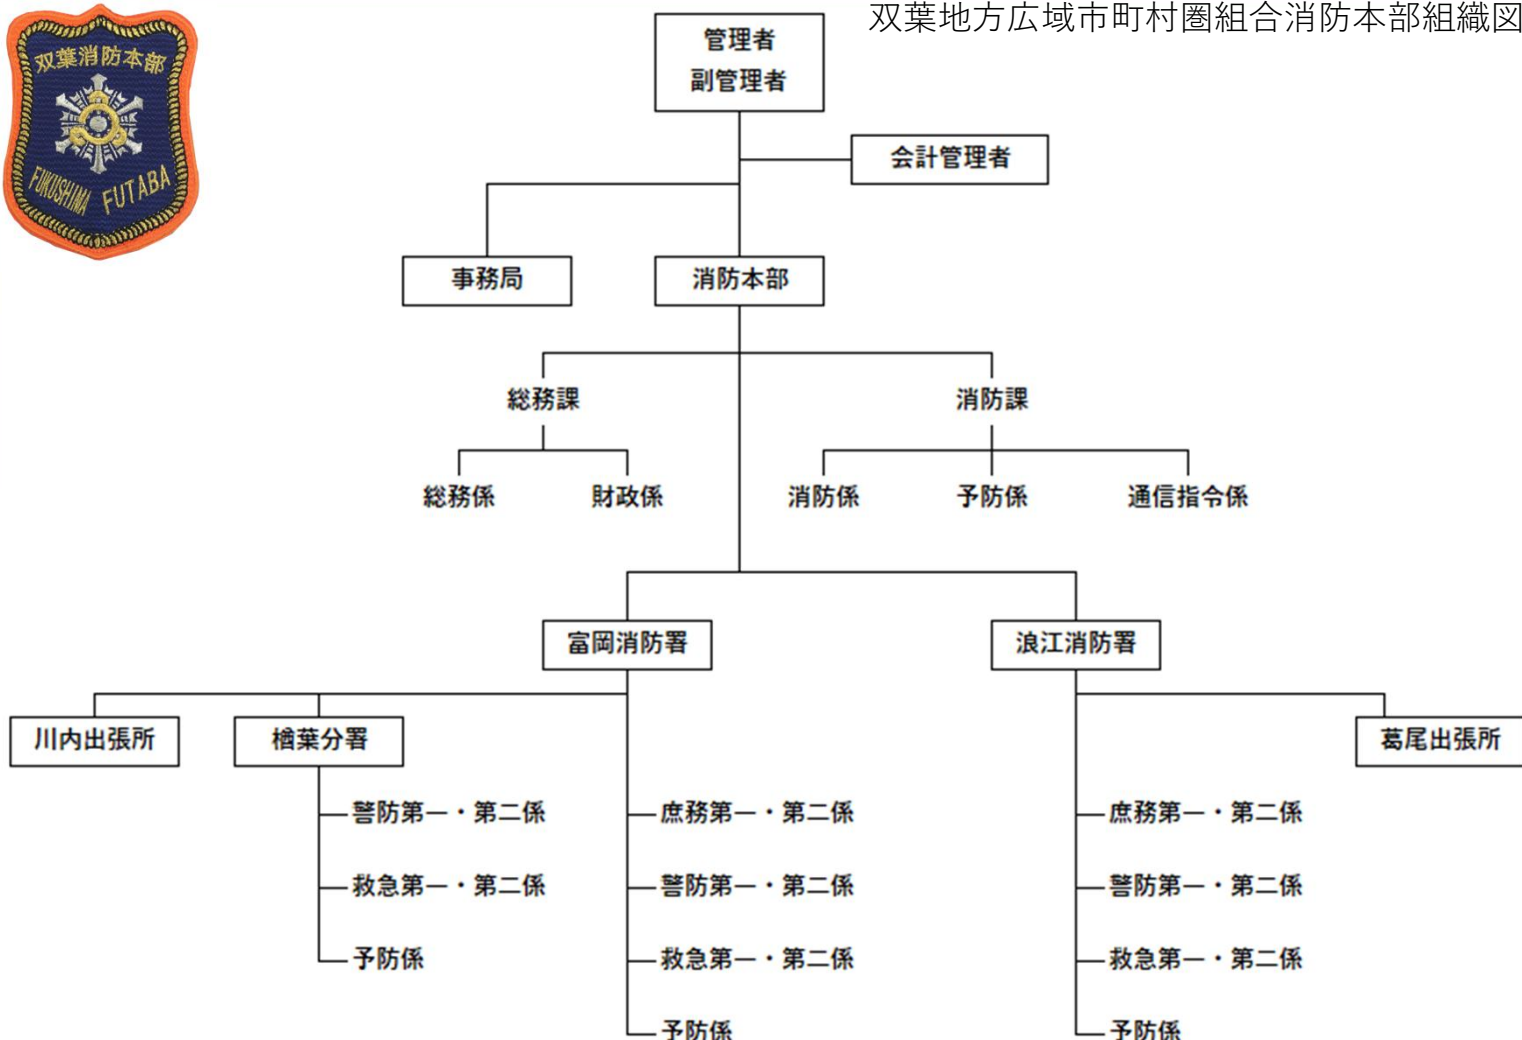 双葉地方広域市町村圏組合消防本部組織図
双葉消防本部
FUKUSHIMA FUTABA
管理者
副管理者
会計管理者
事務局
消防本部
総務課
消防課
総務係
財政係
消防係
予防係
通信指令係
富岡消防署
浪江消防署
川内出張所
楢葉分署
葛尾出張所
警防第一・第二係
庶務第一・第二係
庶務第一・第二係
救急第一・第二係
警防第一・第二係
警防第一・第二係
予防係
救急第一・第二係
救急第一・第二係
予防係
予防係